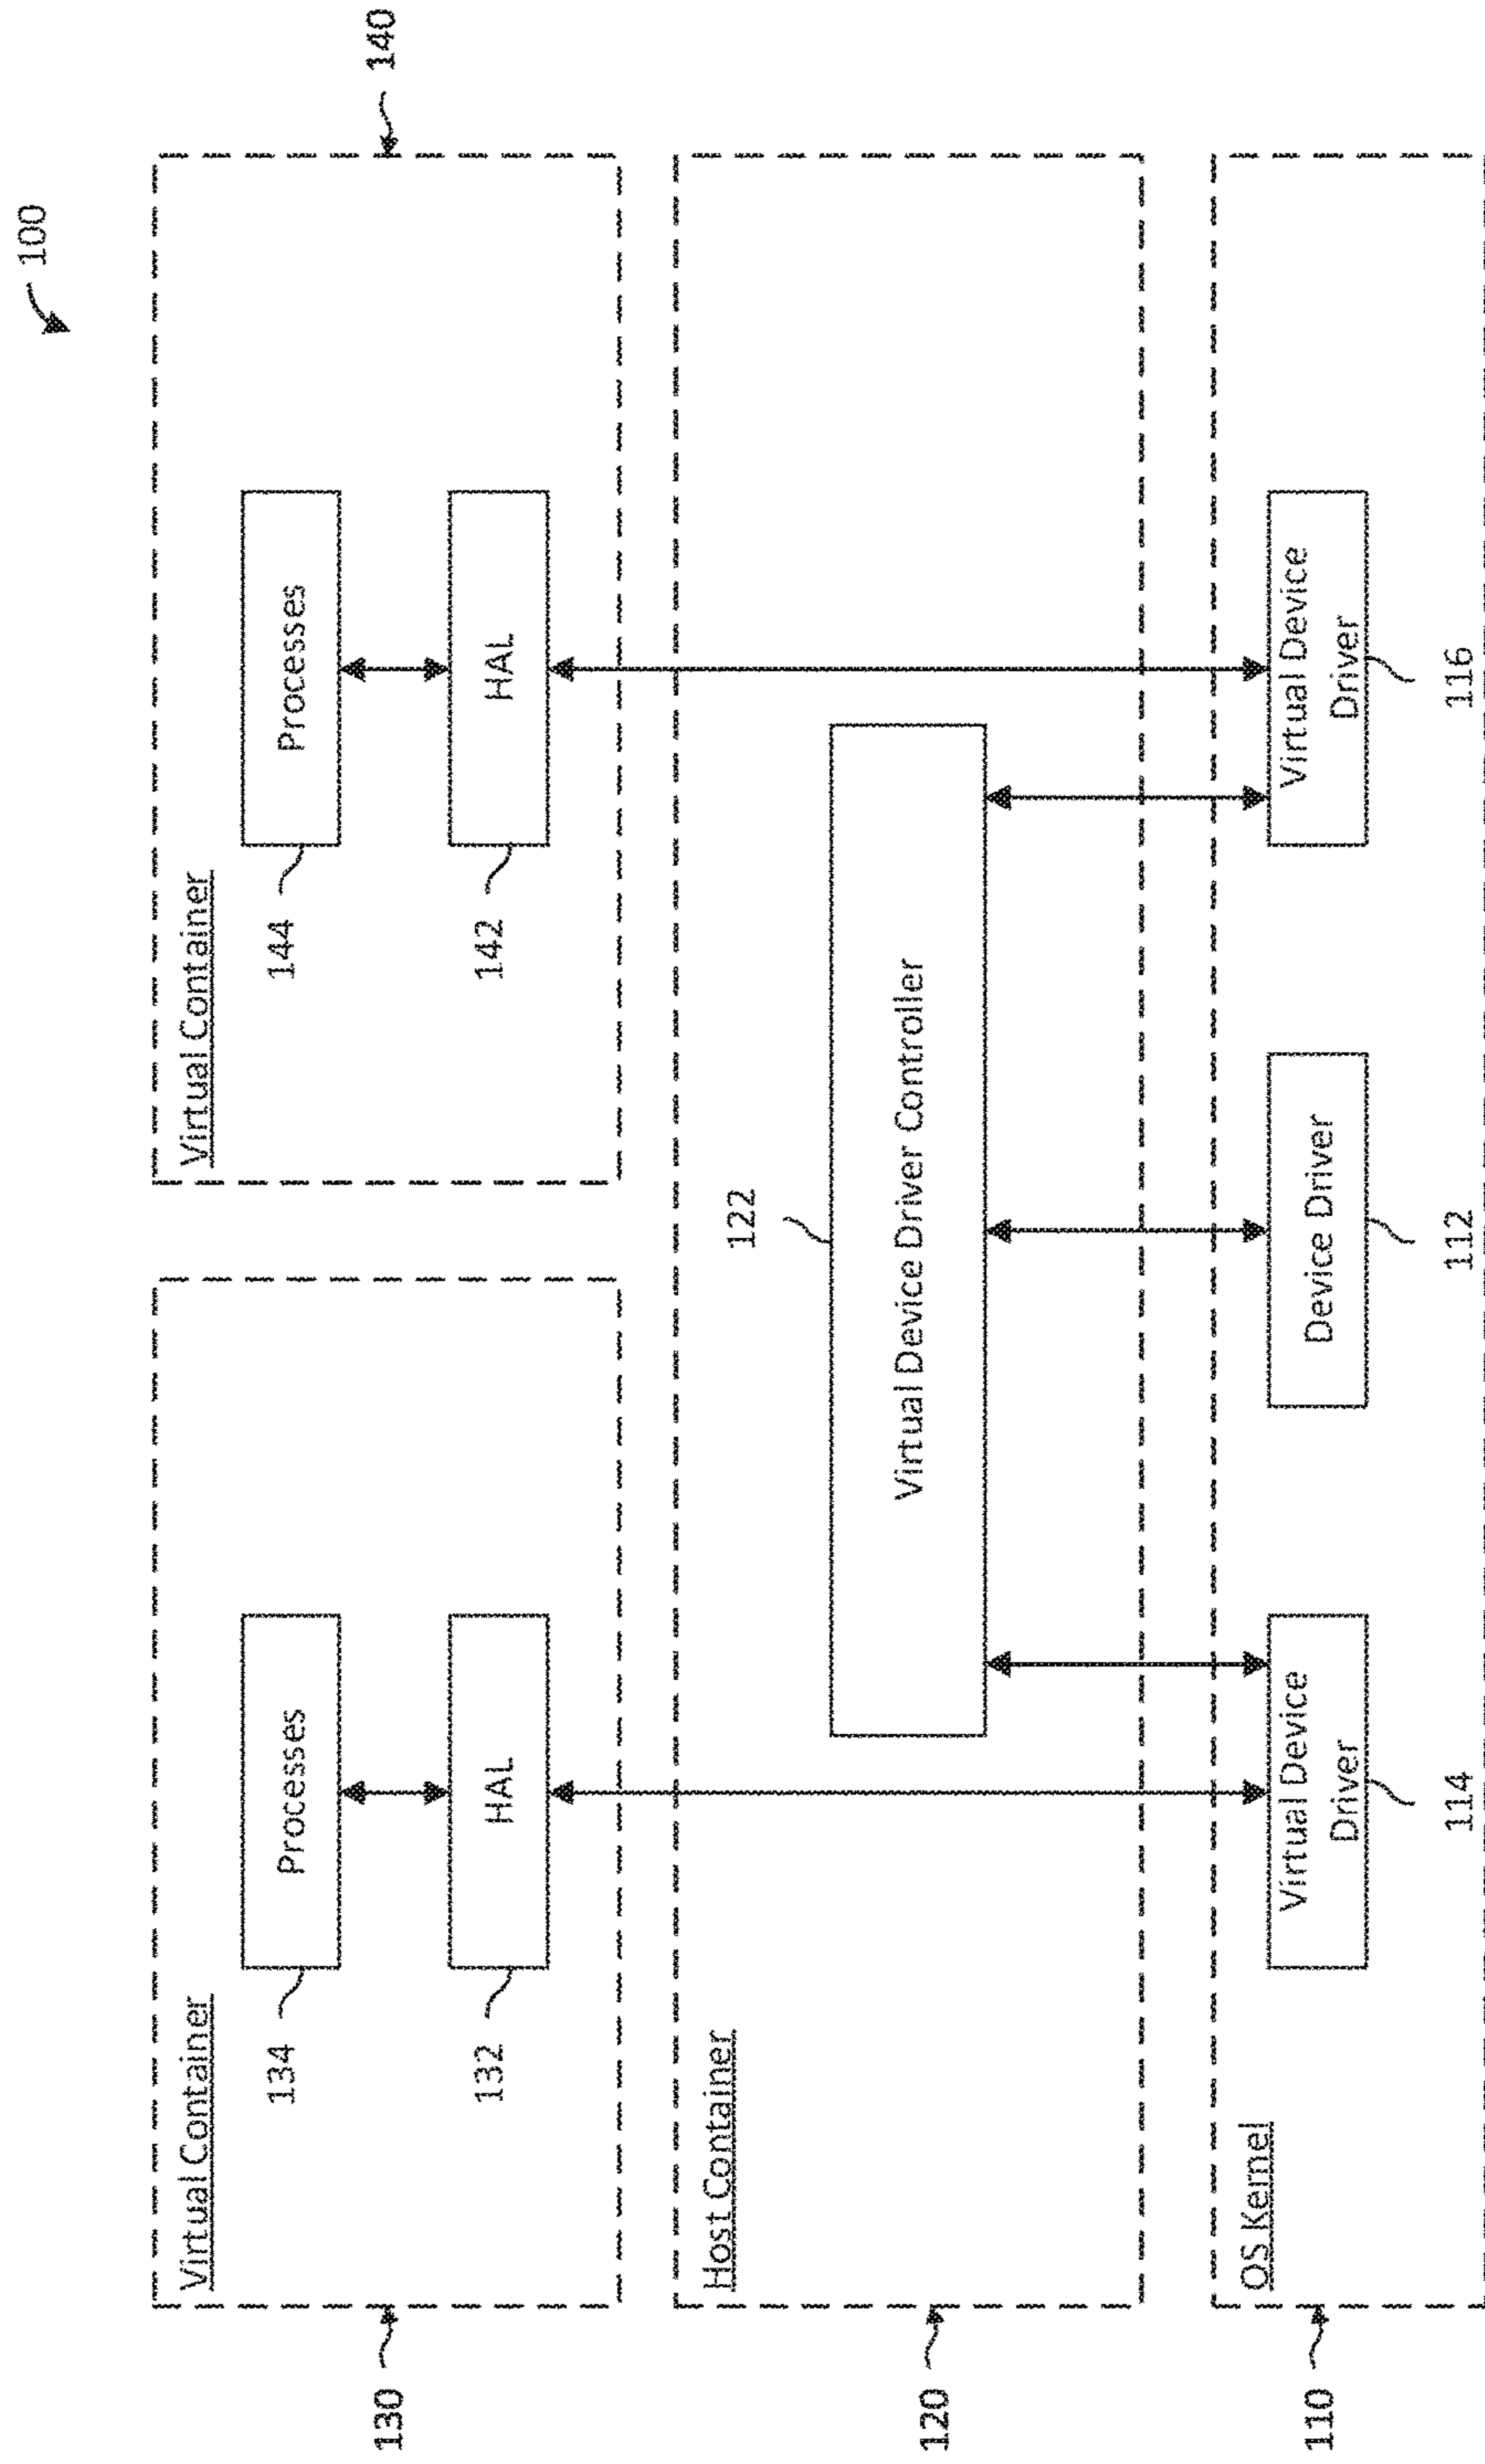 100
Virtual Container
Virtual Container
140
130
134
Processes
144
Processes
132
HAL
142
HAL
Host Container
120
122
Virtual Device Driver Controller
OS Kernel
110
Virtual Device
Driver
Device Driver
Virtual Device
Driver
114
112
116